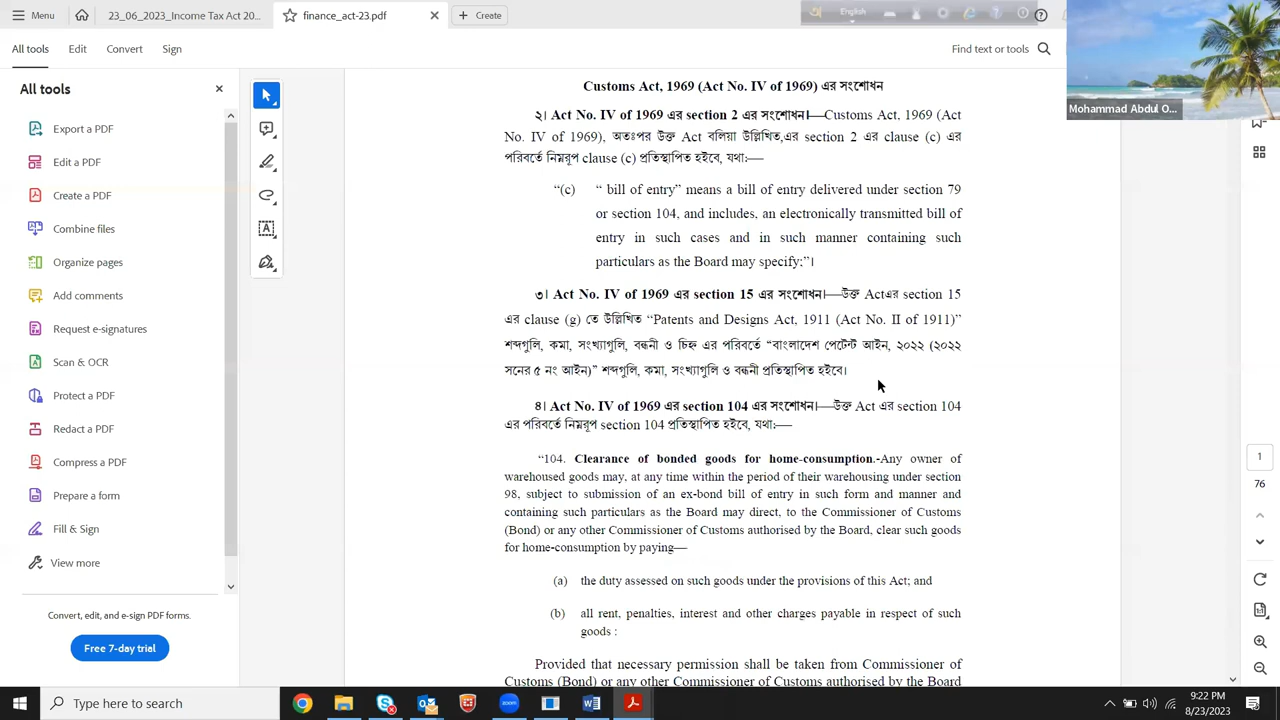 Menu
23_06_2023_Income Tax Act 20...
finance_act-23.pdf
Create
English
All tools
Edit
Convert
Sign
Find text or tools
Mohammad Abdul O...
All tools
Export a PDF
Edit a PDF
Create a PDF
Combine files
Organize pages
Add comments
Request e-signatures
Scan & OCR
Protect a PDF
Redact a PDF
Compress a PDF
Prepare a form
Fill & Sign
View more
Convert, edit, and e-sign PDF forms.
Free 7-day trial
Customs Act, 1969 (Act No. IV of 1969) এর সংশোধন
২। Act No. IV of 1969 এর section 2 এর সংশোধন।—Customs Act, 1969 (Act
No. IV of 1969), অতঃপর উক্ত Act বলিয়া উল্লিখিত,এর section 2 এর clause (c) এর
পরিবর্তে নিম্নরূপ clause (c) প্রতিস্থাপিত হইবে, যথা:—
“(c) “ bill of entry” means a bill of entry delivered under section 79
or section 104, and includes, an electronically transmitted bill of
entry in such cases and in such manner containing such
particulars as the Board may specify;”।
৩। Act No. IV of 1969 এর section 15 এর সংশোধন।—উক্ত Actএর section 15
এর clause (g) তে উল্লিখিত “Patents and Designs Act, 1911 (Act No. II of 1911)”
শব্দগুলি, কমা, সংখ্যাগুলি, বন্ধনী ও চিহ্ন এর পরিবর্তে “বাংলাদেশ পেটেন্ট আইন, ২০২২ (২০২২
সনের ৫ নং আইন)” শব্দগুলি, কমা, সংখ্যাগুলি ও বন্ধনী প্রতিস্থাপিত হইবে।
৪। Act No. IV of 1969 এর section 104 এর সংশোধন।—উক্ত Act এর section 104
এর পরিবর্তে নিম্নরূপ section 104 প্রতিস্থাপিত হইবে, যথা:—
“104. Clearance of bonded goods for home-consumption.-Any owner of
warehoused goods may, at any time within the period of their warehousing under section
98, subject to submission of an ex-bond bill of entry in such form and manner and
containing such particulars as the Board may direct, to the Commissioner of Customs
(Bond) or any other Commissioner of Customs authorised by the Board, clear such goods
for home-consumption by paying—
(a) the duty assessed on such goods under the provisions of this Act; and
(b) all rent, penalties, interest and other charges payable in respect of such
goods :
Provided that necessary permission shall be taken from Commissioner of
Customs (Bond) or any other Commissioner of Customs authorised by the Board
1
76
Type here to search
9:22 PM
8/23/2023